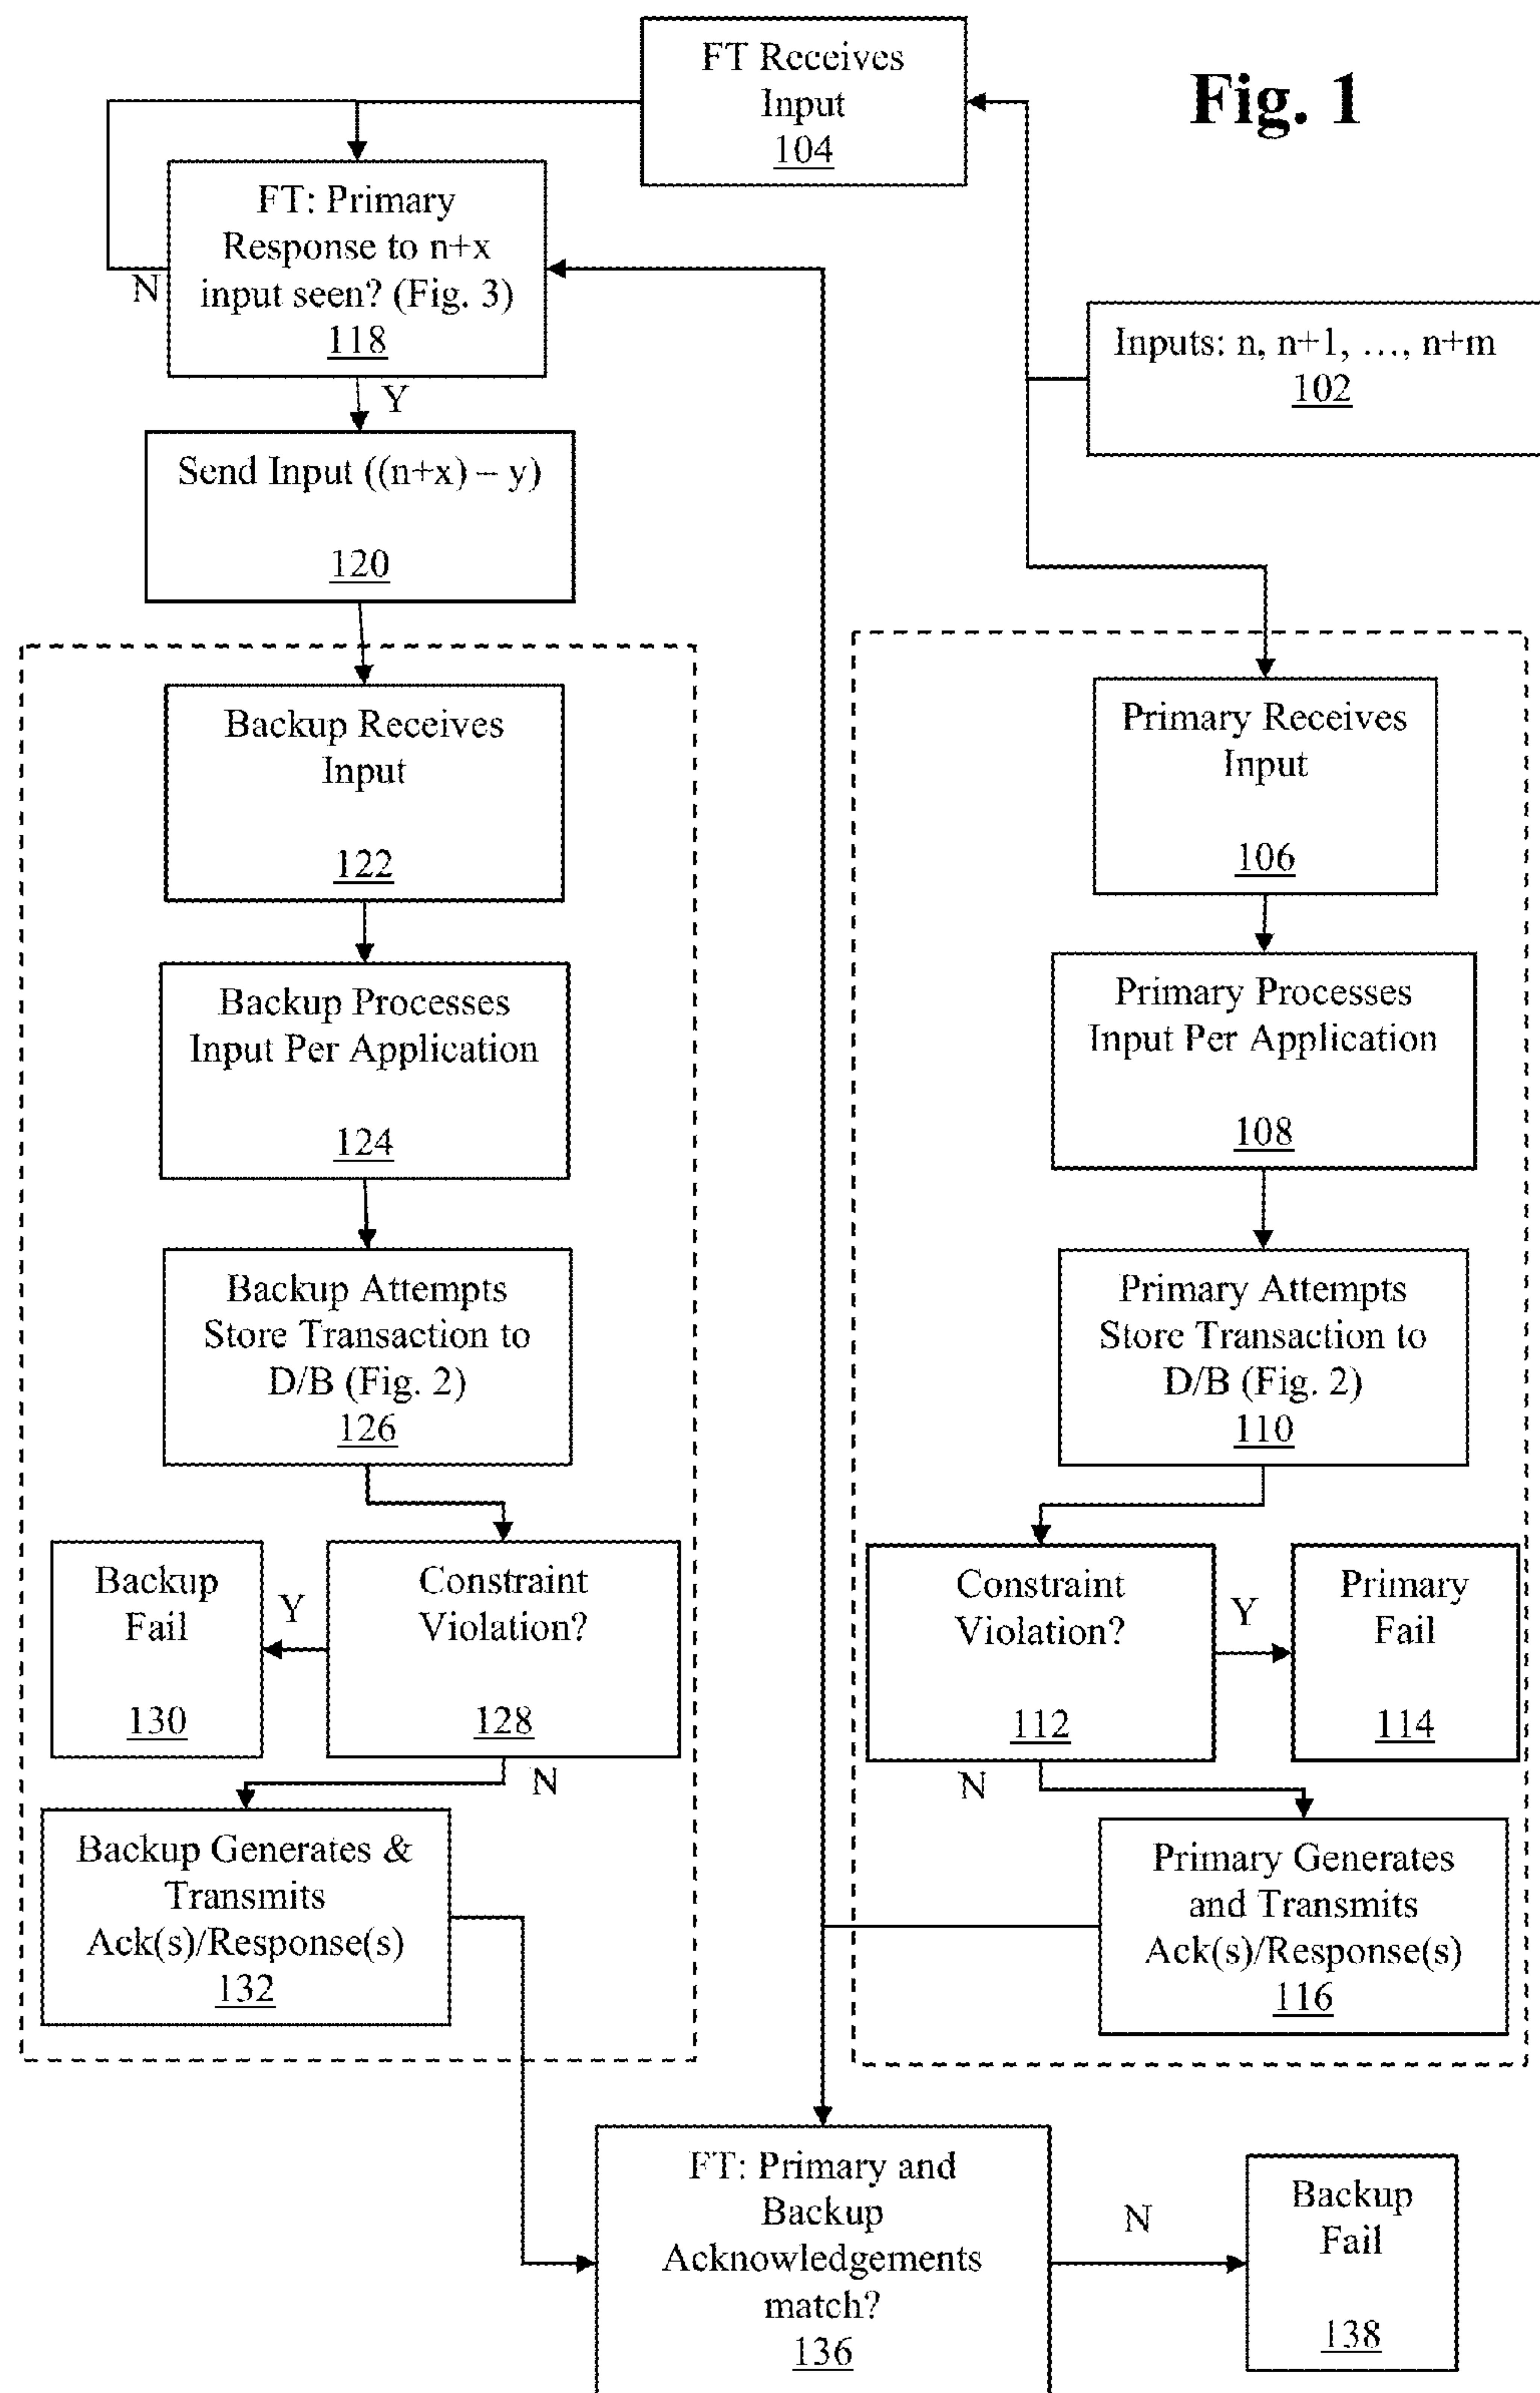 Fig. 1
FT Receives
Input
104
FT: Primary
Response to n+x
input seen? (Fig. 3)
118
N
Y
Inputs: n, n+1, ..., n+m
102
Send Input ((n+x) – y)
120
Backup Receives
Input
122
Primary Receives
Input
106
Backup Processes
Input Per Application
124
Primary Processes
Input Per Application
108
Backup Attempts
Store Transaction to
D/B (Fig. 2)
126
Primary Attempts
Store Transaction to
D/B (Fig. 2)
110
Backup
Fail
130
Y
Constraint
Violation?
128
N
Constraint
Violation?
112
Y
N
Primary
Fail
114
Backup Generates &
Transmits
Ack(s)/Response(s)
132
Primary Generates
and Transmits
Ack(s)/Response(s)
116
FT: Primary and
Backup
Acknowledgements
match?
136
N
Backup
Fail
138